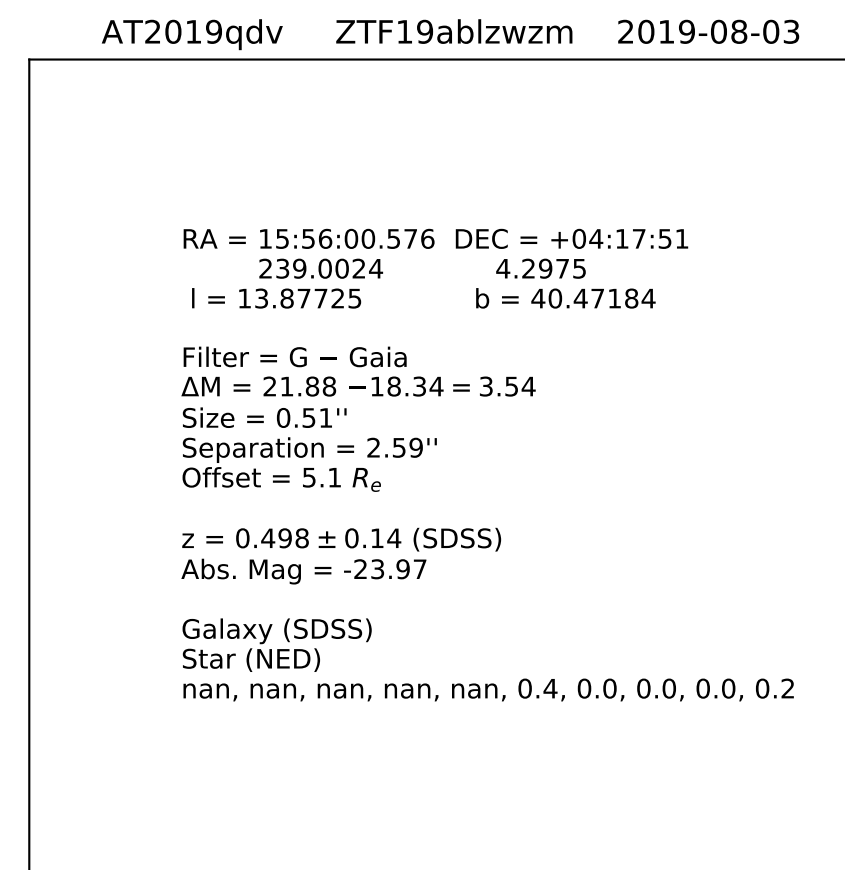 AT2019qdv ZTF19ablzwzm 2019-08-03
RA = 15:56:00.576 DEC = +04:17:51
239.0024 4.2975
l = 13.87725 b = 40.47184
Filter = G − Gaia
ΔM = 21.88 −18.34 = 3.54
Size = 0.51''
Separation = 2.59''
Offset = 5.1 Re
z = 0.498 ± 0.14 (SDSS)
Abs. Mag = -23.97
Galaxy (SDSS)
Star (NED)
nan, nan, nan, nan, nan, 0.4, 0.0, 0.0, 0.0, 0.2